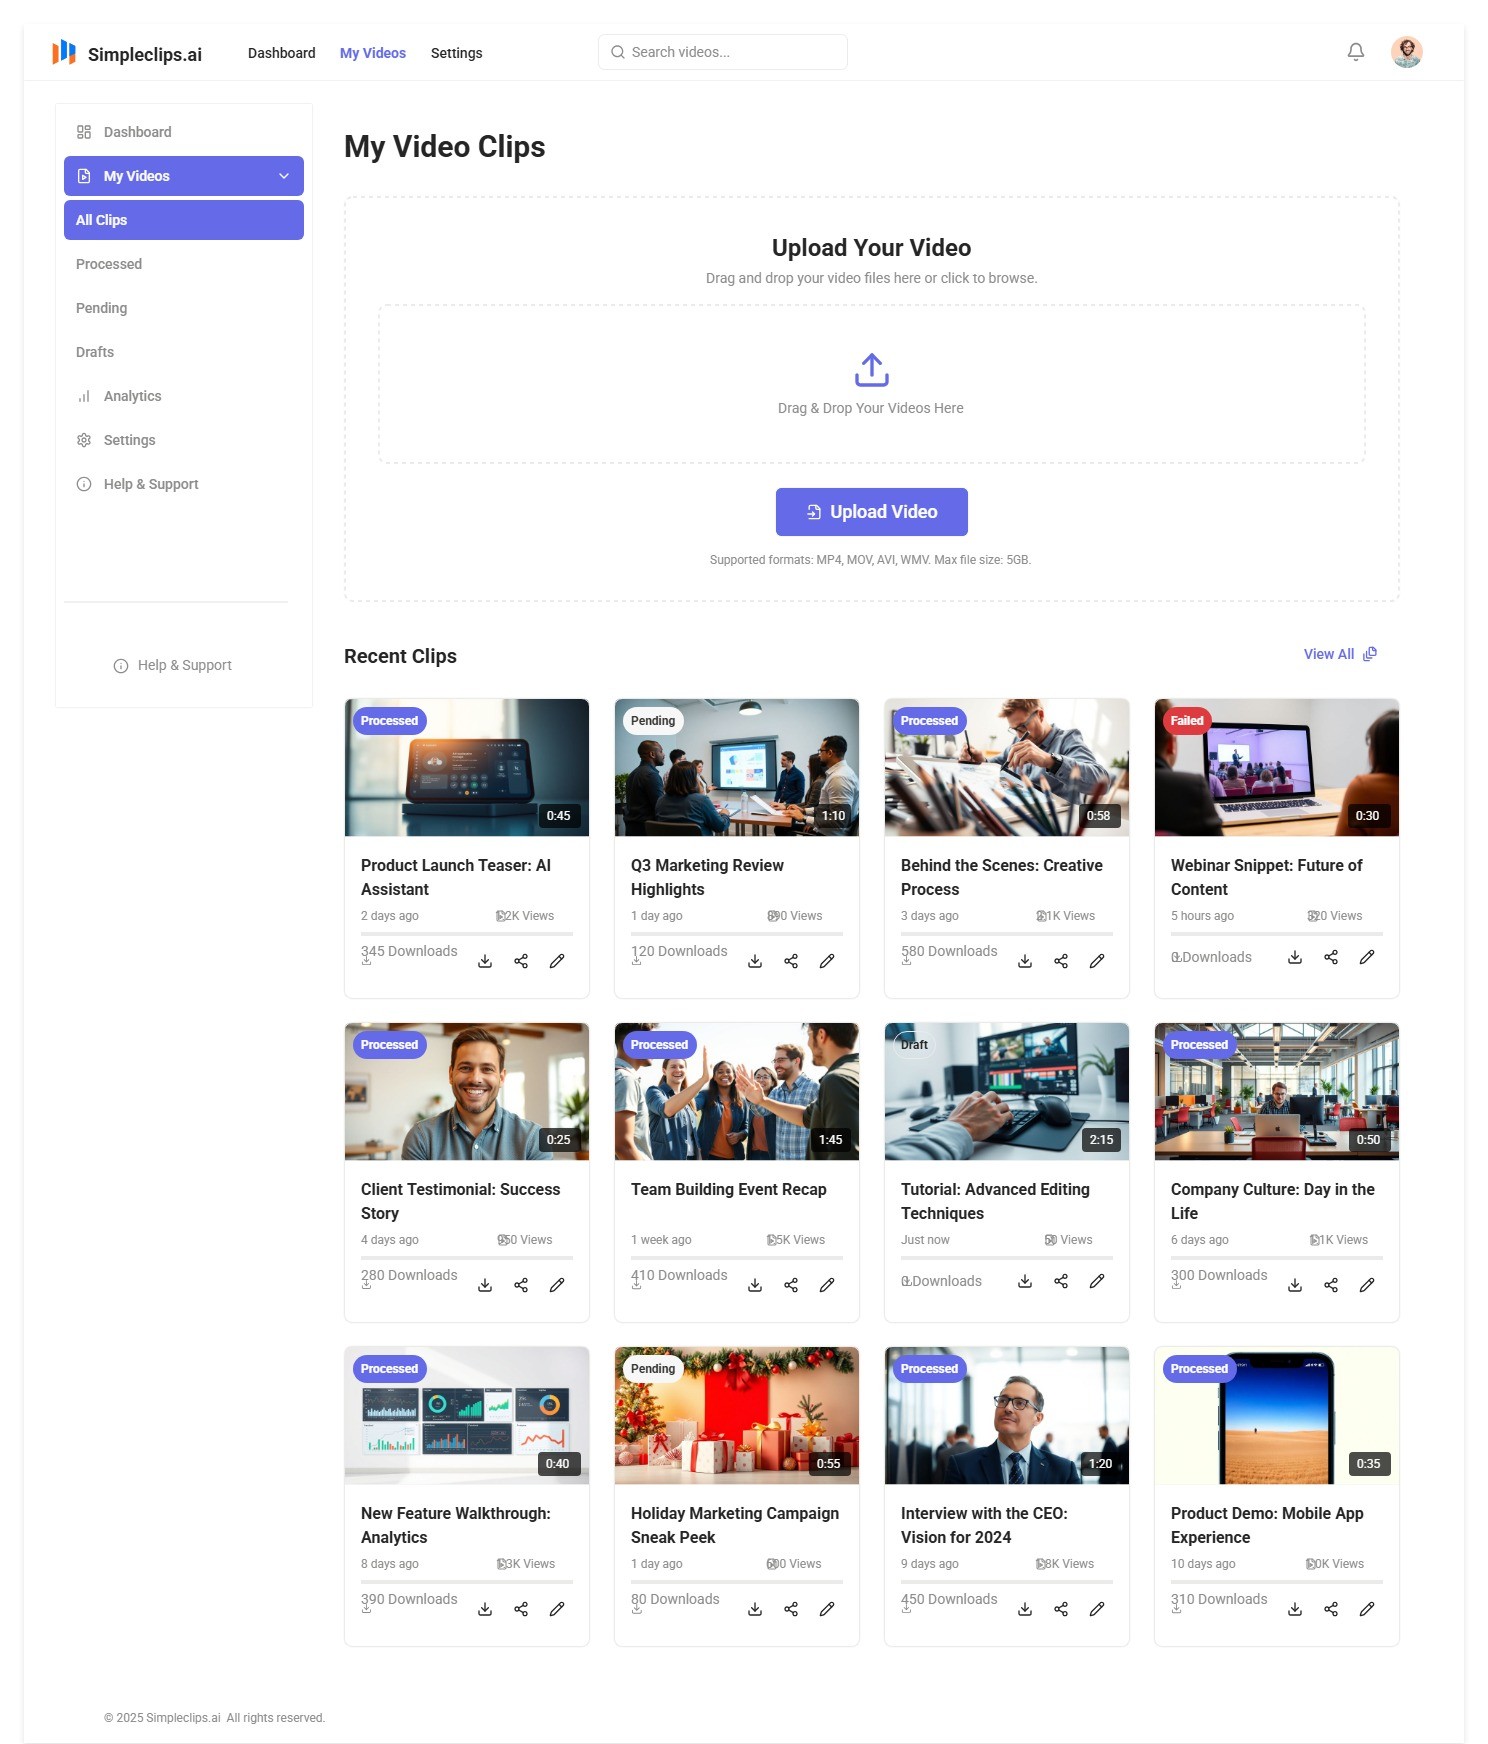 Simpleclips.ai
Dashboard
My Videos
Settings
Search videos...
Dashboard
My Videos
All Clips
Processed
Pending
Drafts
Analytics
Settings
Help & Support
Help & Support
My Video Clips
Upload Your Video
Drag and drop your video files here or click to browse.
Drag & Drop Your Videos Here
Upload Video
Supported formats: MP4, MOV, AVI, WMV. Max file size: 5GB.
Recent Clips
View All
Processed
0:45
Product Launch Teaser: AI
Assistant
2 days ago
1.2K Views
345 Downloads
Pending
1:10
Q3 Marketing Review
Highlights
1 day ago
890 Views
120 Downloads
Processed
0:58
Behind the Scenes: Creative
Process
3 days ago
2.1K Views
580 Downloads
Failed
0:30
Webinar Snippet: Future of
Content
5 hours ago
320 Views
0 Downloads
Processed
0:25
Client Testimonial: Success
Story
4 days ago
950 Views
280 Downloads
Processed
1:45
Team Building Event Recap
1 week ago
1.5K Views
410 Downloads
Draft
2:15
Tutorial: Advanced Editing
Techniques
Just now
Views
0 Downloads
Processed
0:50
Company Culture: Day in the
Life
6 days ago
1.1K Views
300 Downloads
Processed
0:40
New Feature Walkthrough:
Analytics
8 days ago
1.3K Views
390 Downloads
Pending
0:55
Holiday Marketing Campaign
Sneak Peek
1 day ago
600 Views
80 Downloads
Processed
1:20
Interview with the CEO:
Vision for 2024
9 days ago
1.8K Views
450 Downloads
Processed
0:35
Product Demo: Mobile App
Experience
10 days ago
1.0K Views
310 Downloads
© 2025 Simpleclips.ai All rights reserved.